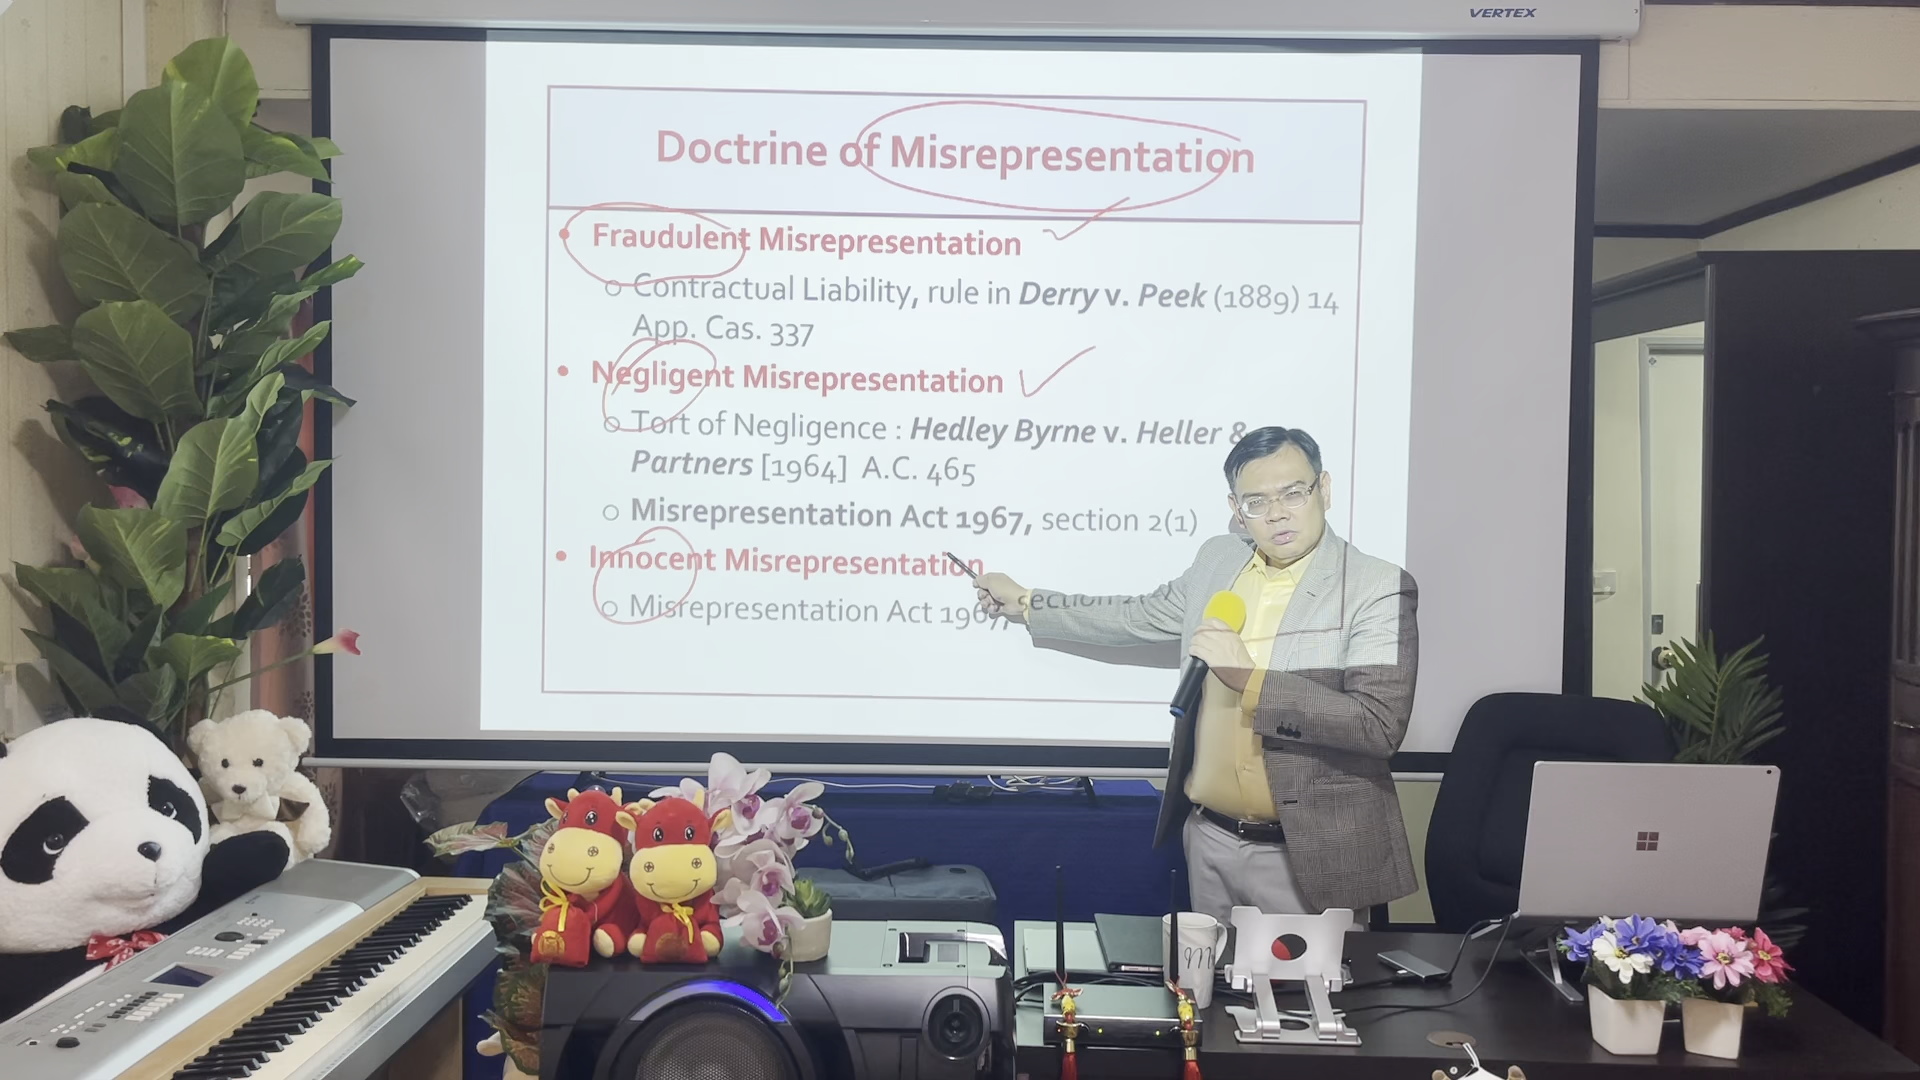 VERTEX
Doctrine of Misrepresentation
• Fraudulent Misrepresentation
o Contractual Liability, rule in Derry v. Peek (1889) 14
App. Cas. 337
• Negligent Misrepresentation
o Tort of Negligence : Hedley Byrne v. Heller &
Partners [1964] A.C. 465
o Misrepresentation Act 1967, section 2(1)
• Innocent Misrepresentation
o Misrepresentation Act 1967, section